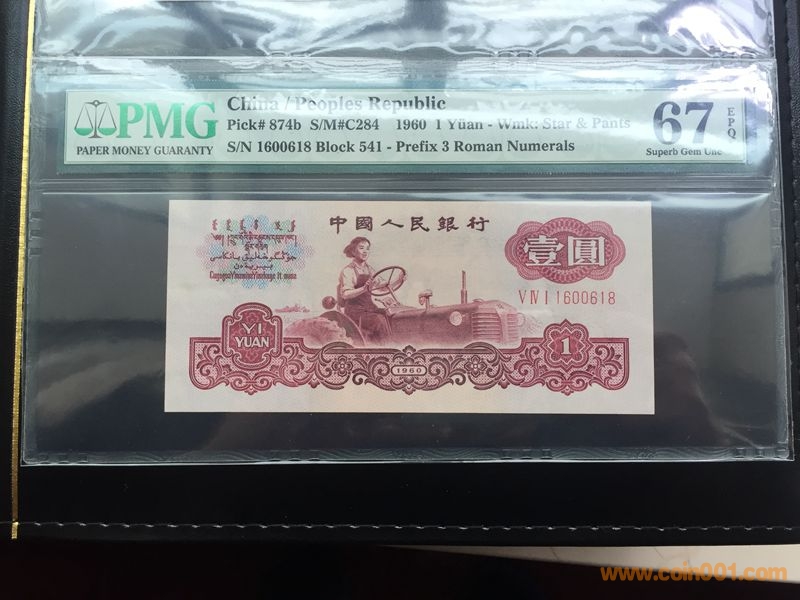 PMG
PAPER MONEY GUARANTY
China / Peoples Republic
Pick# 874b S/M#C284 1960 1 Yüan - Wmk: Star & Pants
S/N 1600618 Block 541 - Prefix 3 Roman Numerals
67 EPQ
Superb Gem Unc
中國人民銀行
壹圓
V IV I 1600618
YI
YUAN
1960
1
www.coin001.com